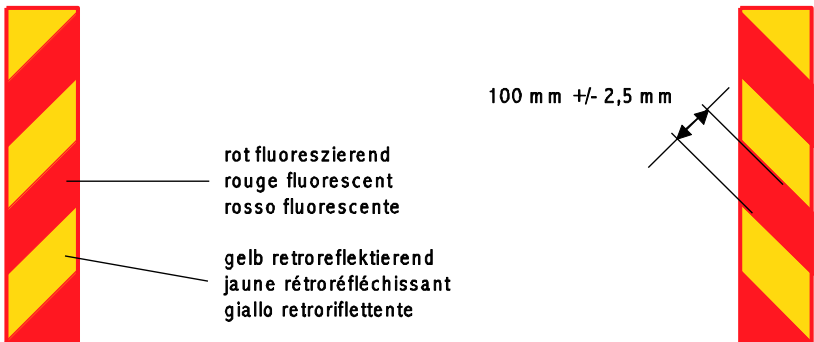 100 mm +/- 2,5 mm
rot fluoreszierend
rouge fluorescent
rosso fluorescente
gelb retroreflektierend
jaune rétroréfléchissant
giallo retroriflettente